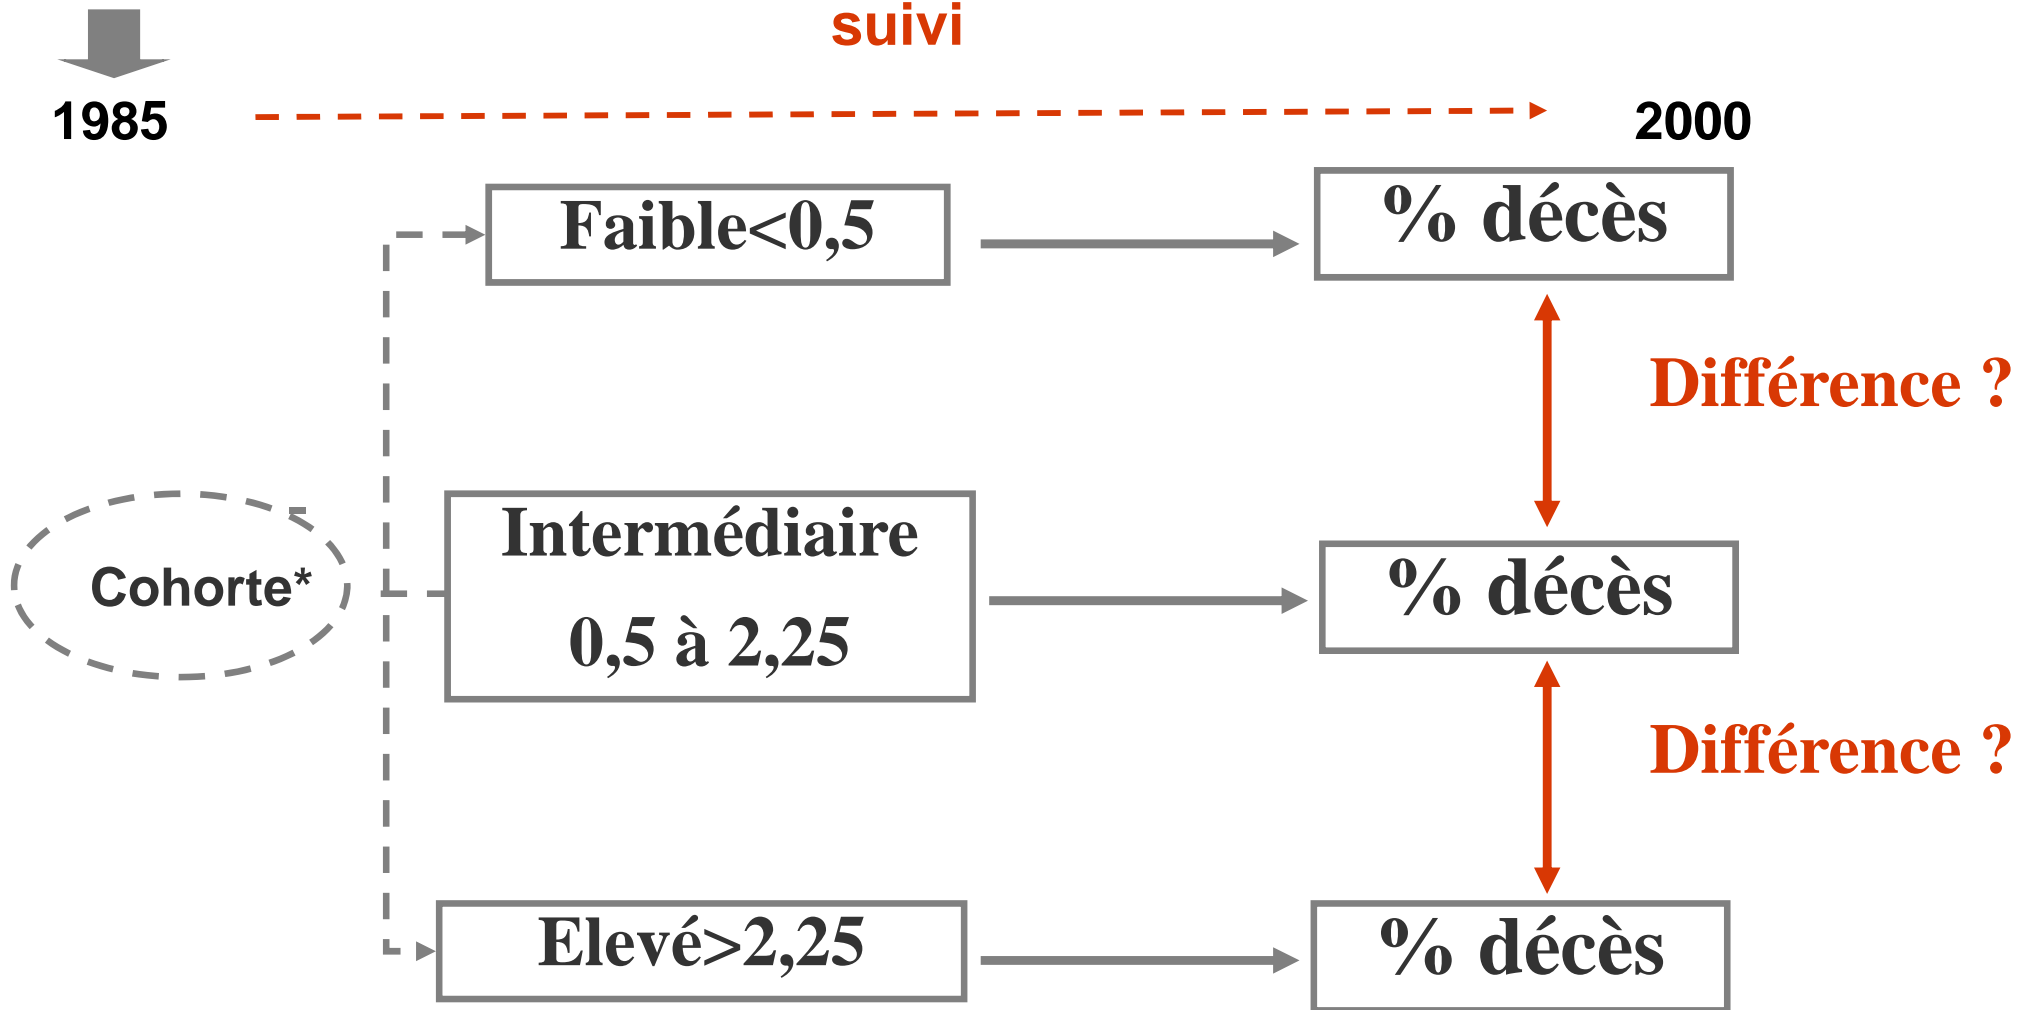 suivi
1985
2000
Faible<0,5
% décès
Différence ?
Intermédiaire
0,5 à 2,25
Cohorte*
% décès
Différence ?
Elevé>2,25
% décès